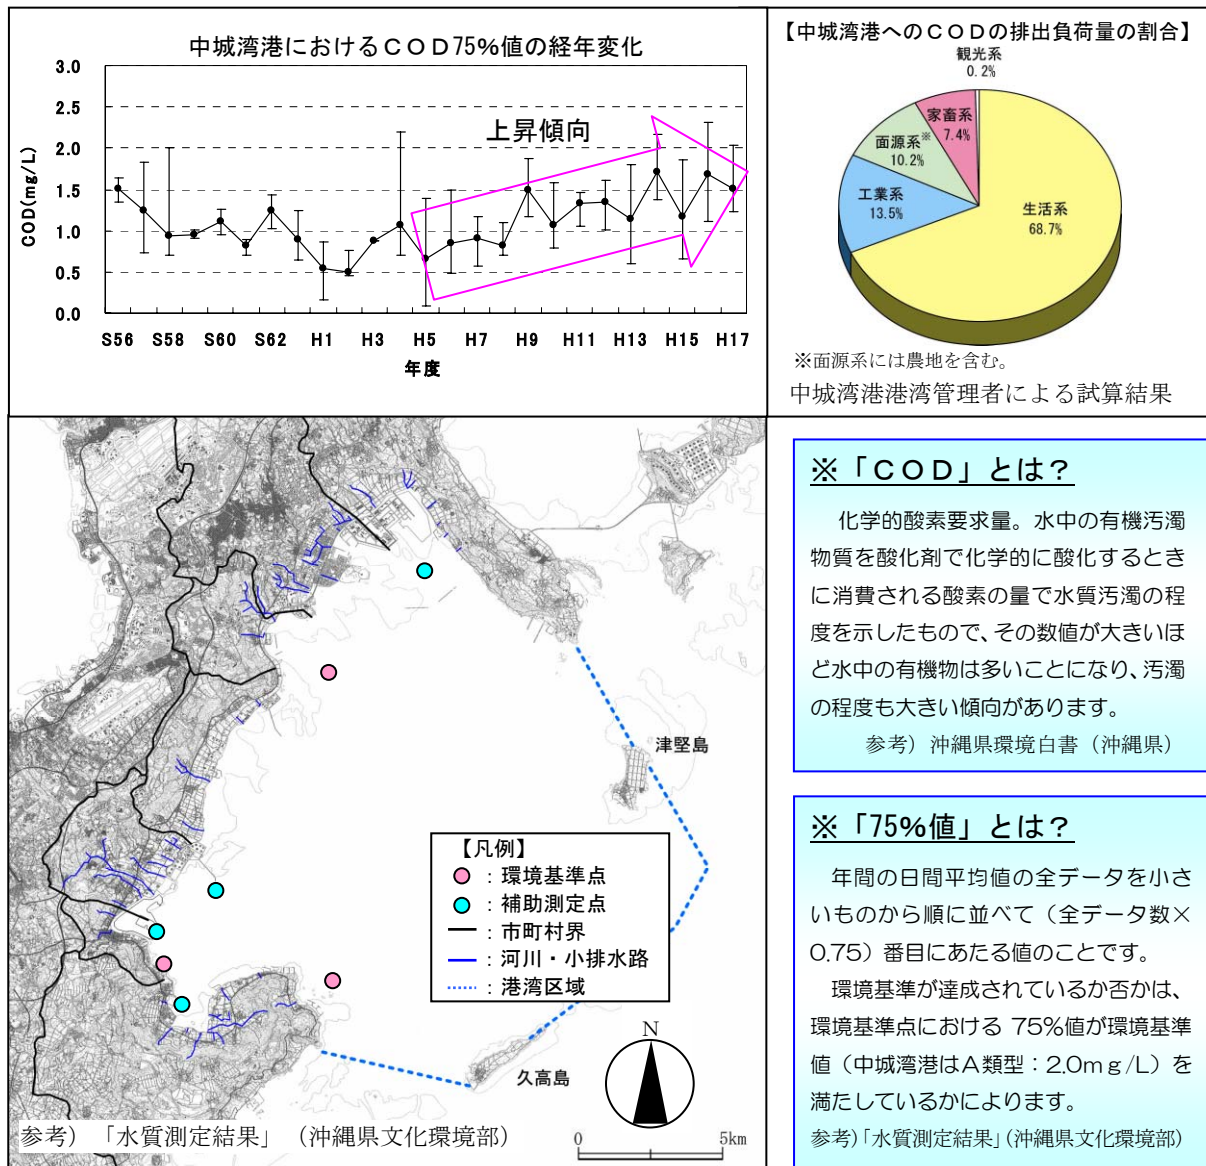 中城湾港におけるＣＯＤ75%値の経年変化
COD(mg/L)
3.0
2.5
2.0
1.5
1.0
0.5
0.0
上昇傾向
S56 S58 S60 S62 H1 H3 H5 H7 H9 H11 H13 H15 H17
年度
【中城湾港へのＣＯＤの排出負荷量の割合】
観光系
0.2%
家畜系
7.4%
面源系※
10.2%
工業系
13.5%
生活系
68.7%
※面源系には農地を含む。
中城湾港港湾管理者による試算結果
津堅島
久高島
【凡例】
：環境基準点
：補助測定点
：市町村界
：河川・小排水路
：港湾区域
N
0 5km
参考）「水質測定結果」（沖縄県文化環境部）
※「ＣＯＤ」とは？
化学的酸素要求量。水中の有機汚濁
物質を酸化剤で化学的に酸化するとき
に消費される酸素の量で水質汚濁の程
度を示したもので、その数値が大きいほ
ど水中の有機物は多いことになり、汚濁
の程度も大きい傾向があります。
参考）沖縄県環境白書（沖縄県）
※「75%値」とは？
年間の日間平均値の全データを小さ
いものから順に並べて（全データ数×
0.75）番目にあたる値のことです。
環境基準が達成されているか否かは、
環境基準点における 75%値が環境基準
値（中城湾港はＡ類型：2.0mｇ/L）を
満たしているかによります。
参考)「水質測定結果」（沖縄県文化環境部）